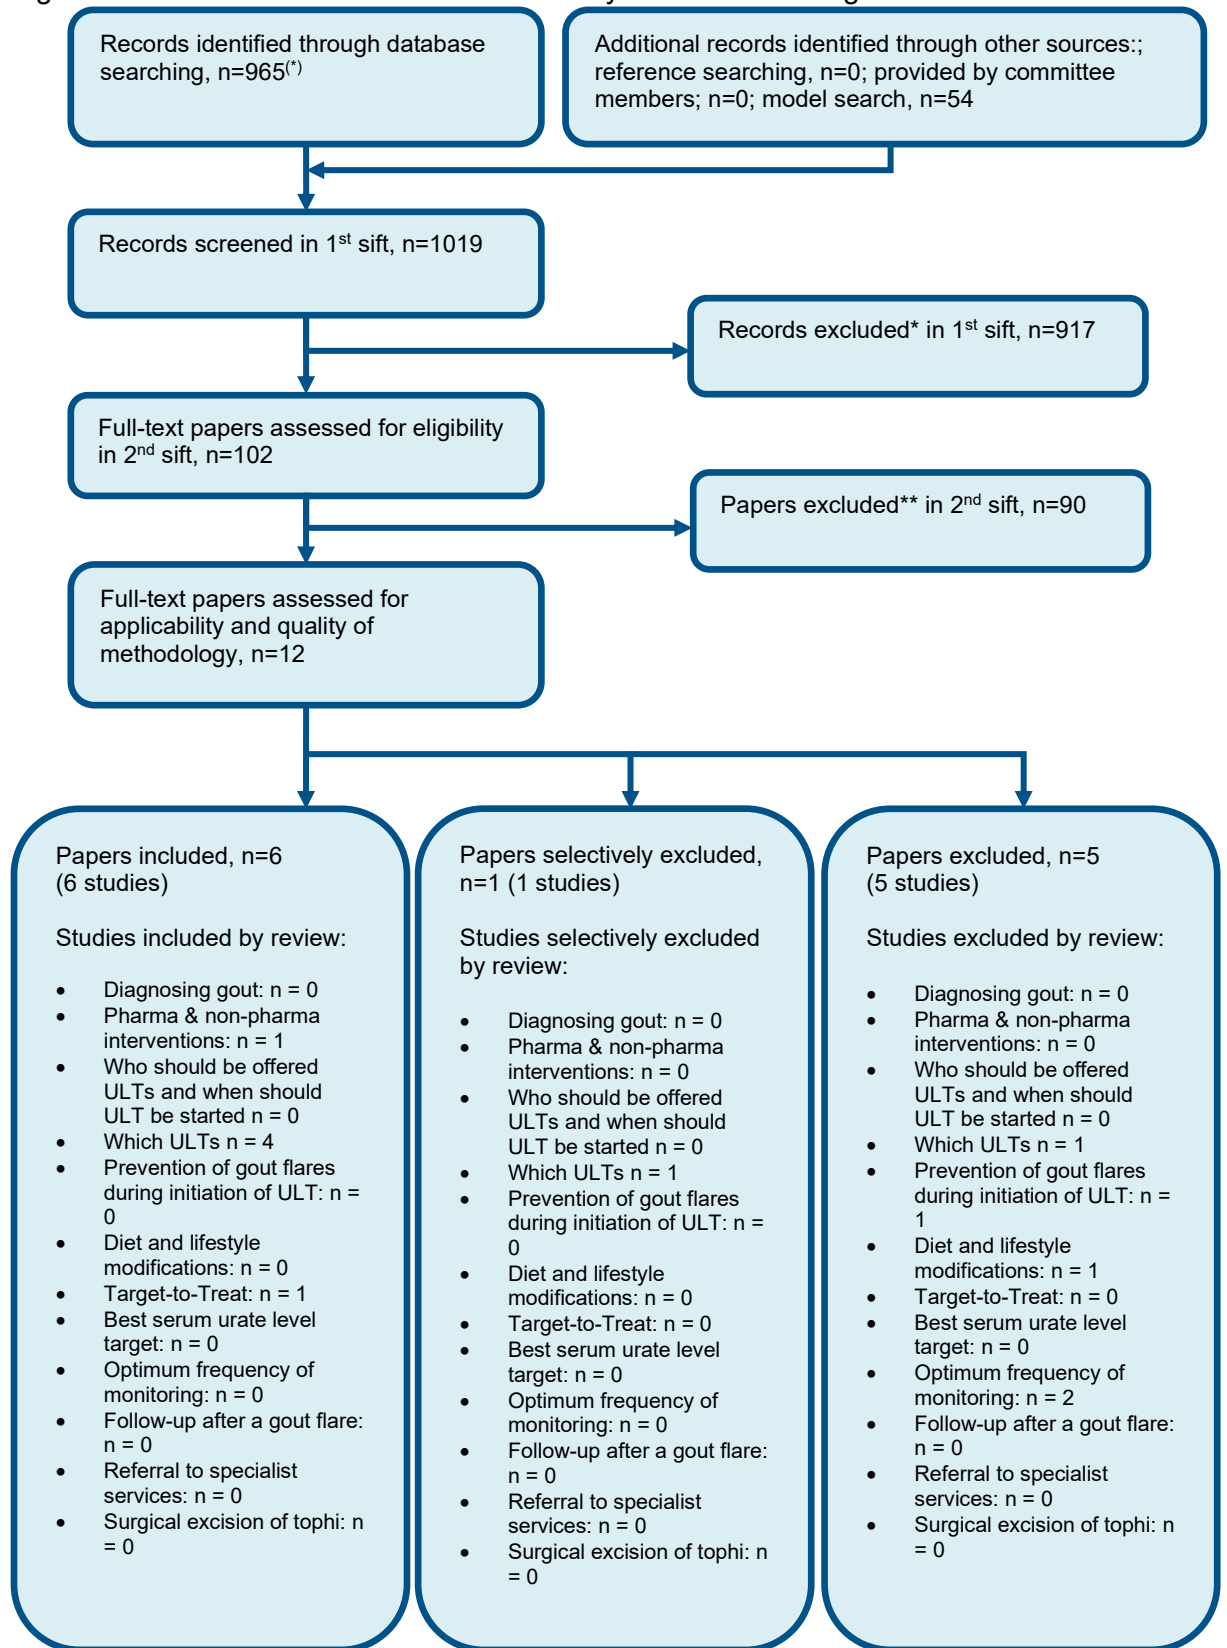 Records identified through database
searching, n=965(*)
Additional records identified through other sources:;
reference searching, n=0; provided by committee
members; n=0; model search, n=54
Records screened in 1st sift, n=1019
Records excluded* in 1st sift, n=917
Full-text papers assessed for eligibility
in 2nd sift, n=102
Papers excluded** in 2nd sift, n=90
Full-text papers assessed for
applicability and quality of
methodology, n=12
Papers included, n=6
(6 studies)
Studies included by review:
• Diagnosing gout: n = 0
• Pharma & non-pharma
interventions: n = 1
• Who should be offered
ULTs and when should
ULT be started n = 0
• Which ULTs n = 4
• Prevention of gout flares
during initiation of ULT: n =
0
• Diet and lifestyle
modifications: n = 0
• Target-to-Treat: n = 1
• Best serum urate level
target: n = 0
• Optimum frequency of
monitoring: n = 0
• Follow-up after a gout flare:
n = 0
• Referral to specialist
services: n = 0
• Surgical excision of tophi: n
= 0
Papers selectively excluded,
n=1 (1 studies)
Studies selectively excluded
by review:
• Diagnosing gout: n = 0
• Pharma & non-pharma
interventions: n = 0
• Who should be offered
ULTs and when should
ULT be started n = 0
• Which ULTs n = 1
• Prevention of gout flares
during initiation of ULT: n =
0
• Diet and lifestyle
modifications: n = 0
• Target-to-Treat: n = 0
• Best serum urate level
target: n = 0
• Optimum frequency of
monitoring: n = 0
• Follow-up after a gout flare:
n = 0
• Referral to specialist
services: n = 0
• Surgical excision of tophi: n
= 0
Papers excluded, n=5
(5 studies)
Studies excluded by review:
• Diagnosing gout: n = 0
• Pharma & non-pharma
interventions: n = 0
• Who should be offered
ULTs and when should
ULT be started n = 0
• Which ULTs n = 1
• Prevention of gout flares
during initiation of ULT: n =
1
• Diet and lifestyle
modifications: n = 1
• Target-to-Treat: n = 0
• Best serum urate level
target: n = 0
• Optimum frequency of
monitoring: n = 2
• Follow-up after a gout flare:
n = 0
• Referral to specialist
services: n = 0
• Surgical excision of tophi: n
= 0